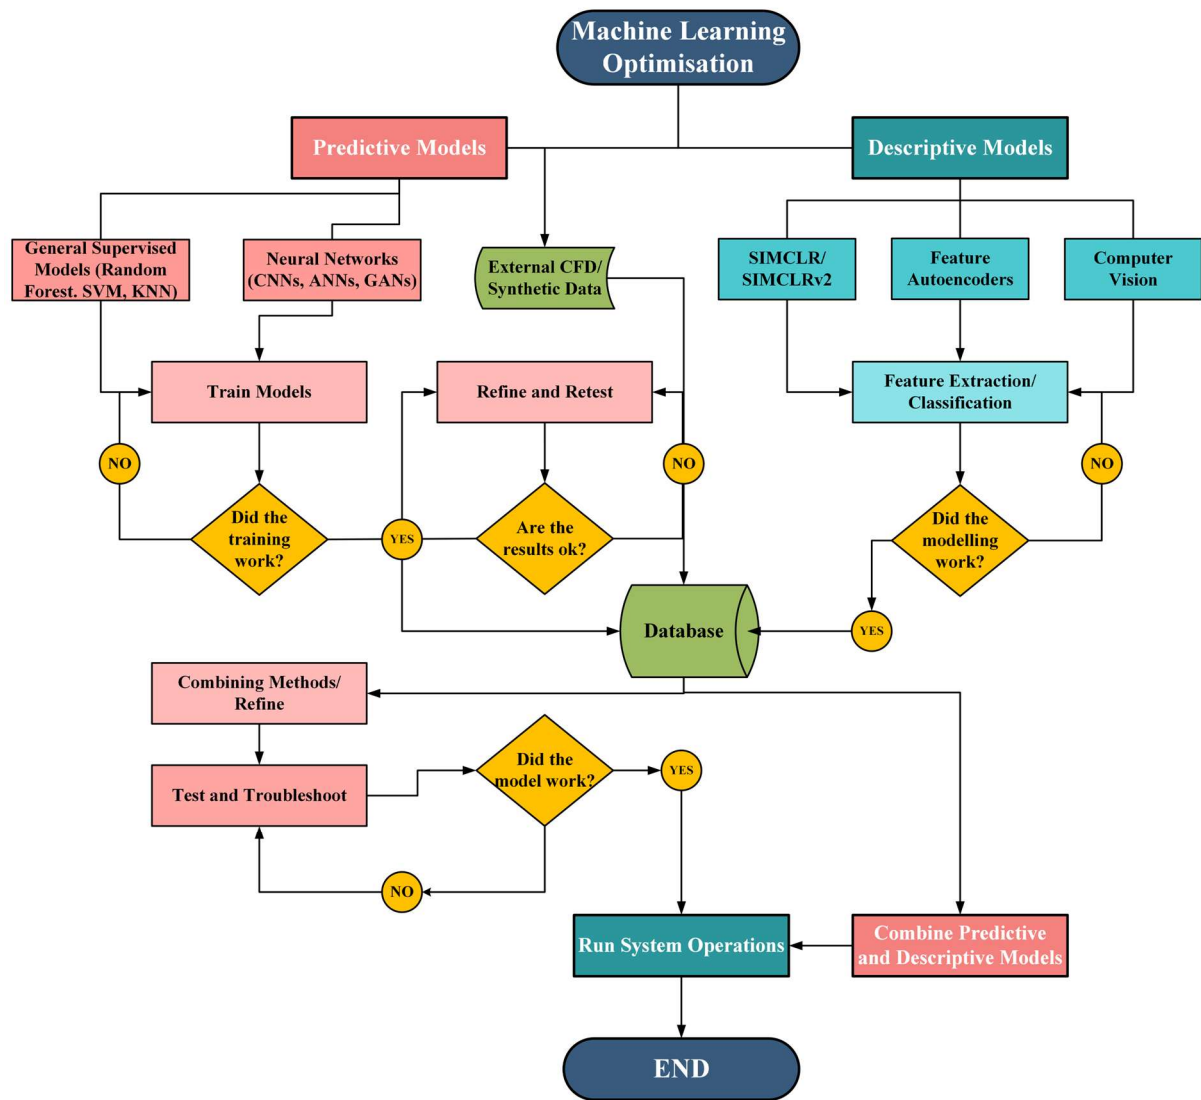 Machine Learning
Optimisation
Predictive Models
Descriptive Models
General Supervised
Models (Random
Forest. SVM, KNN)
Neural Networks
(CNNs, ANNs, GANs)
External CFD/
Synthetic Data
SIMCLR/
SIMCLRv2
Feature
Autoencoders
Computer
Vision
Train Models
Refine and Retest
Feature Extraction/
Classification
NO
NO
NO
Did the
training
work?
YES
Are the
results ok?
Did the
modelling
work?
Database
YES
Combining Methods/
Refine
Test and Troubleshoot
Did the
model work?
YES
NO
Run System Operations
Combine Predictive
and Descriptive Models
END